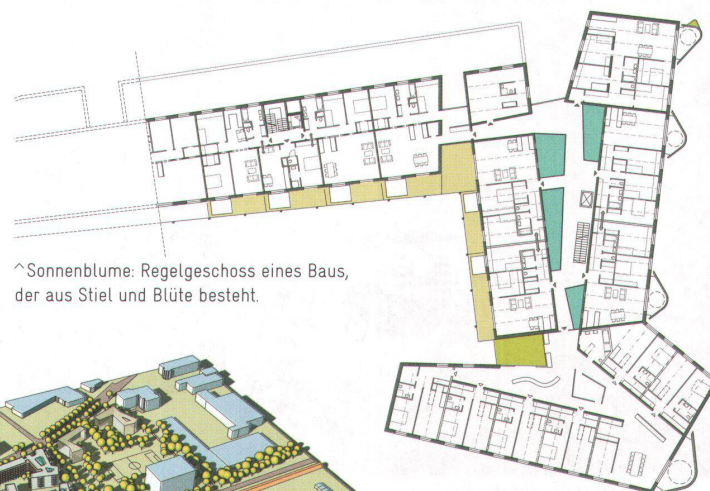 ^Sonnenblume: Regelgeschoss eines Baus,
der aus Stiel und Blüte besteht.